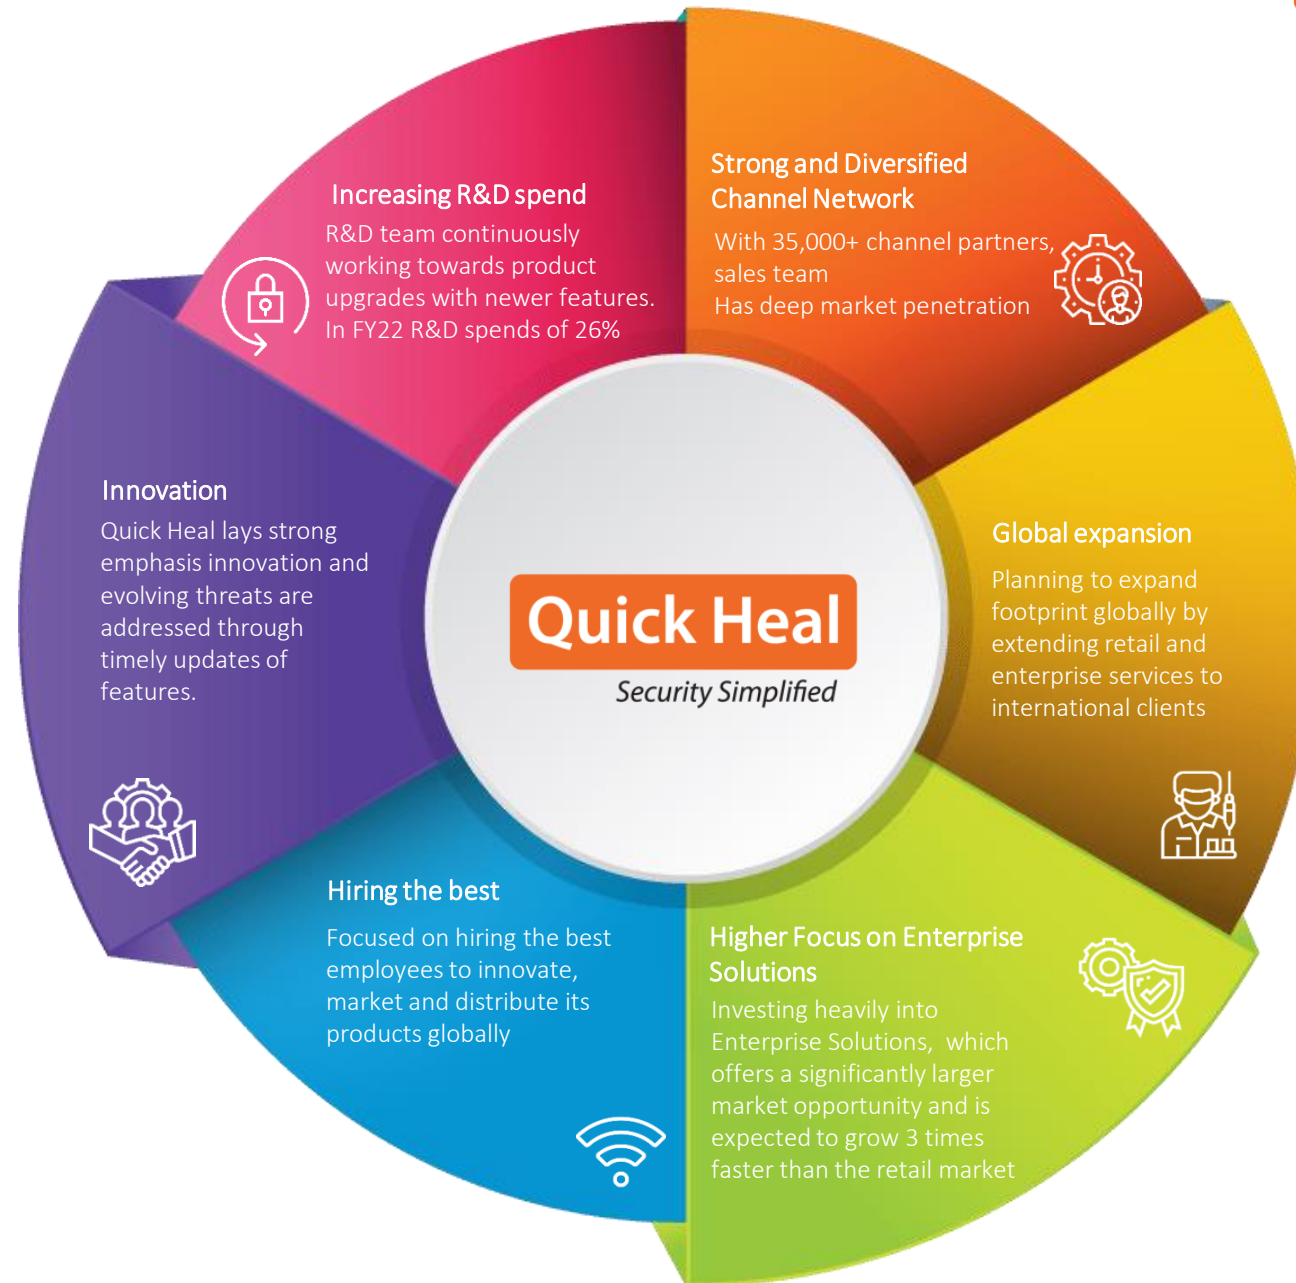 Increasing R&D spend
R&D team continuously
working towards product
upgrades with newer features.
In FY22 R&D spends of 26%
Strong and Diversified
Channel Network
With 35,000+ channel partners,
sales team
Has deep market penetration
Innovation
Quick Heal lays strong
emphasis innovation and
evolving threats are
addressed through
timely updates of
features.
Quick Heal
Security Simplified
Global expansion
Planning to expand
footprint globally by
extending retail and
enterprise services to
international clients
Hiring the best
Focused on hiring the best
employees to innovate,
market and distribute its
products globally
Higher Focus on Enterprise
Solutions
Investing heavily into
Enterprise Solutions,  which
offers a significantly larger
market opportunity and is
expected to grow 3 times
faster than the retail market